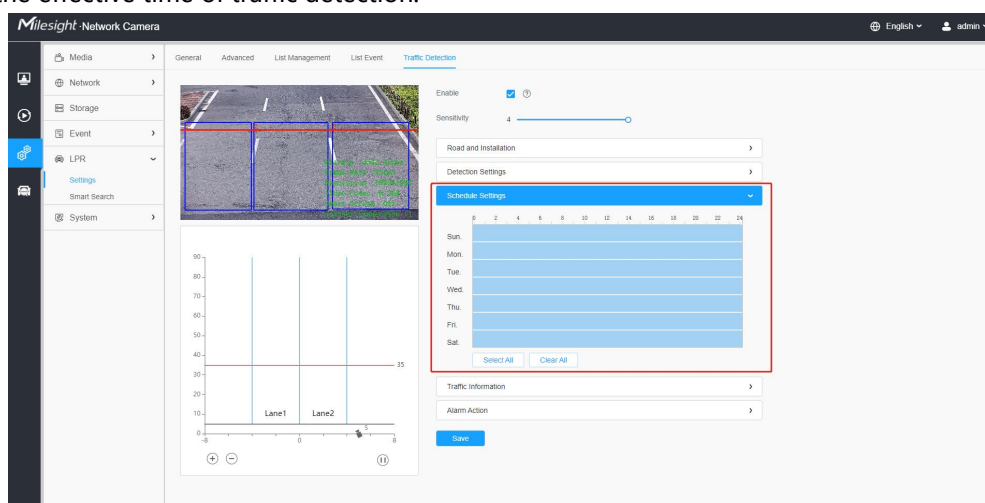 the effective time of traffic detection.
Milesight ·Network Camera
English
admin
Media
Network
Storage
Event
LPR
Settings
Smart Search
System
General Advanced List Management List Event Traffic Detection
Enable
Sensitivity 4
Road and Installation
Detection Settings
Schedule Settings
0 2 4 6 8 10 12 14 16 18 20 22 24
Sun.
Mon.
Tue.
Wed.
Thu.
Fri.
Sat.
Select All Clear All
Traffic Information
Alarm Action
Save
90
80
70
60
50
40
35
30
20
10
Lane1 Lane2
5
0
-8 0 8